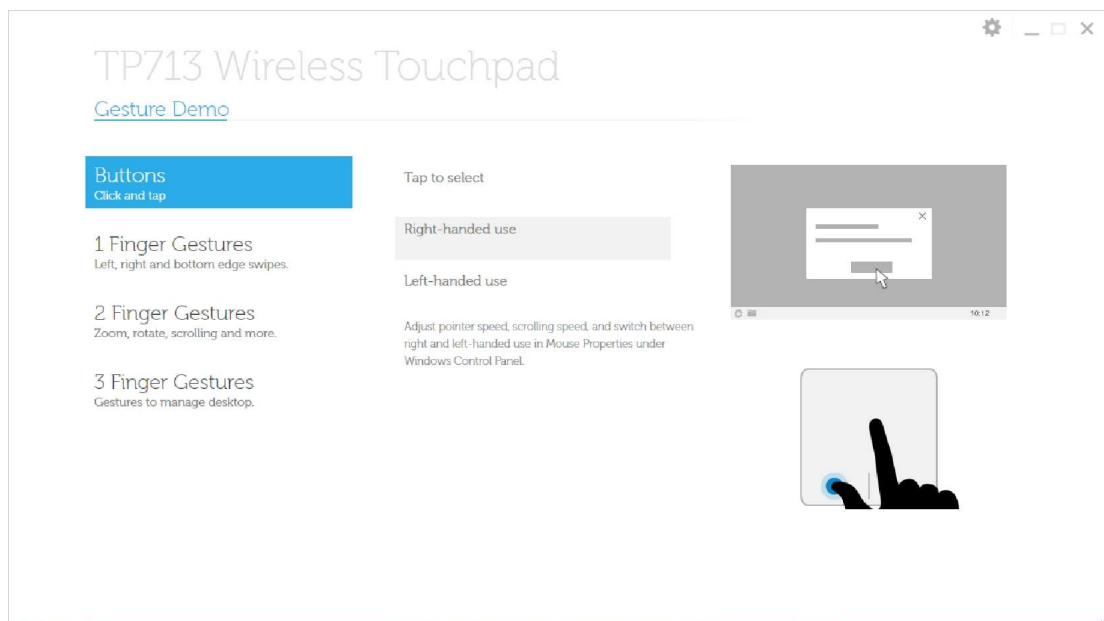 TP713 Wireless Touchpad
Gesture Demo
Buttons
Click and tap
1 Finger Gestures
Left, right and bottom edge swipes.
2 Finger Gestures
Zoom, rotate, scrolling and more.
3 Finger Gestures
Gestures to manage desktop.
Tap to select
Right-handed use
Left-handed use
Adjust pointer speed, scrolling speed, and switch between
right and left-handed use in Mouse Properties under
Windows Control Panel.
10:12